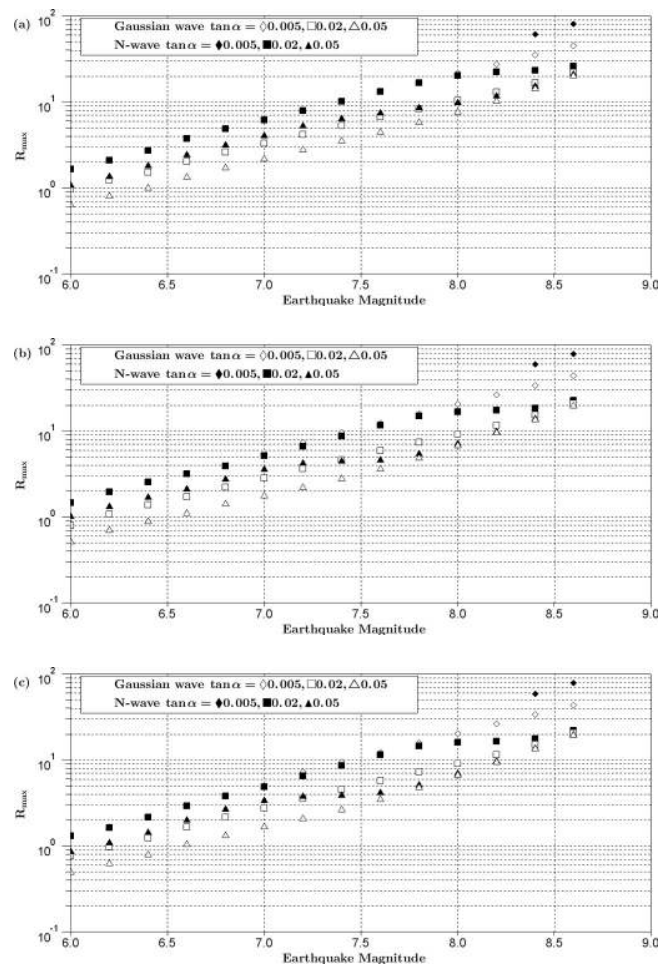 (a)
Gaussian wave tan α = ◇0.005, □0.02, △0.05
N-wave tan α = ◆0.005, ■0.02, ▲0.05
10^2
10^1
10^0
10^-1
R_max
6.0 6.5 7.0 7.5 8.0 8.5 9.0
Earthquake Magnitude
(b)
Gaussian wave tan α = ◇0.005, □0.02, △0.05
N-wave tan α = ◆0.005, ■0.02, ▲0.05
10^2
10^1
10^0
10^-1
R_max
6.0 6.5 7.0 7.5 8.0 8.5 9.0
Earthquake Magnitude
(c)
Gaussian wave tan α = ◇0.005, □0.02, △0.05
N-wave tan α = ◆0.005, ■0.02, ▲0.05
10^2
10^1
10^0
10^-1
R_max
6.0 6.5 7.0 7.5 8.0 8.5 9.0
Earthquake Magnitude